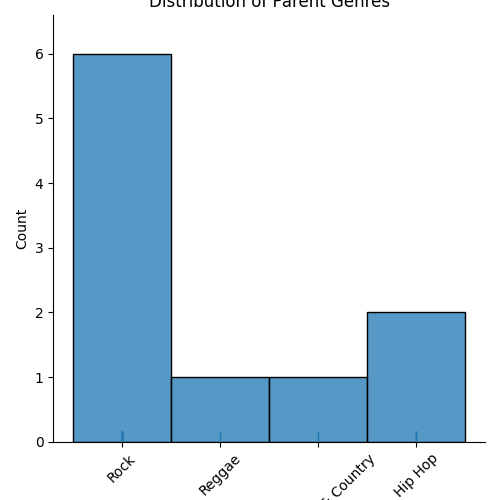 Distribution of Parent Genres
Count
6
5
4
3
2
1
0
Rock
Reggae
& Country
Hip Hop